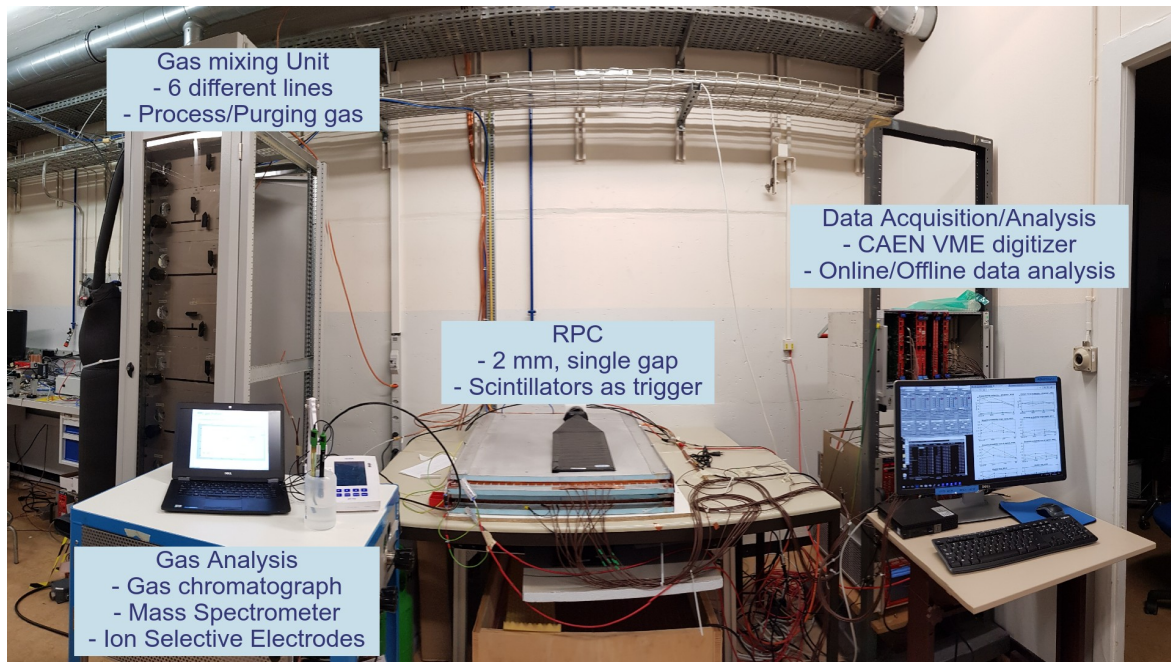 Gas mixing Unit
- 6 different lines
- Process/Purging gas
Data Acquisition/Analysis
- CAEN VME digitizer
- Online/Offline data analysis
RPC
- 2 mm, single gap
- Scintillators as trigger
Gas Analysis
- Gas chromatograph
- Mass Spectrometer
- Ion Selective Electrodes